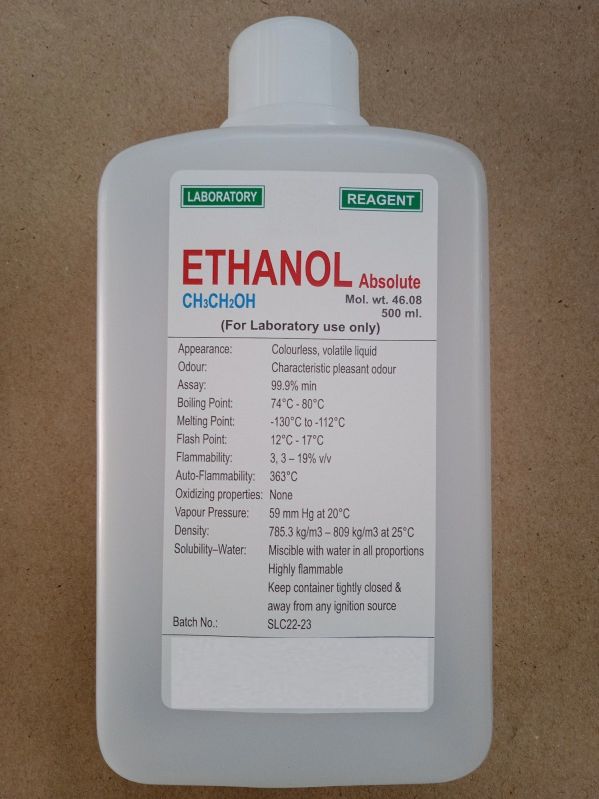 LABORATORY REAGENT
ETHANOL Absolute
CH₃CH₂OH Mol. wt. 46.08
500 ml.
(For Laboratory use only)
Appearance: Colourless, volatile liquid
Odour: Characteristic pleasant odour
Assay: 99.9% min
Boiling Point: 74°C - 80°C
Melting Point: -130°C to -112°C
Flash Point: 12°C - 17°C
Flammability: 3, 3 – 19% v/v
Auto-Flammability: 363°C
Oxidizing properties: None
Vapour Pressure: 59 mm Hg at 20°C
Density: 785.3 kg/m3 – 809 kg/m3 at 25°C
Solubility–Water: Miscible with water in all proportions
Highly flammable
Keep container tightly closed &
away from any ignition source
Batch No.: SLC22-23